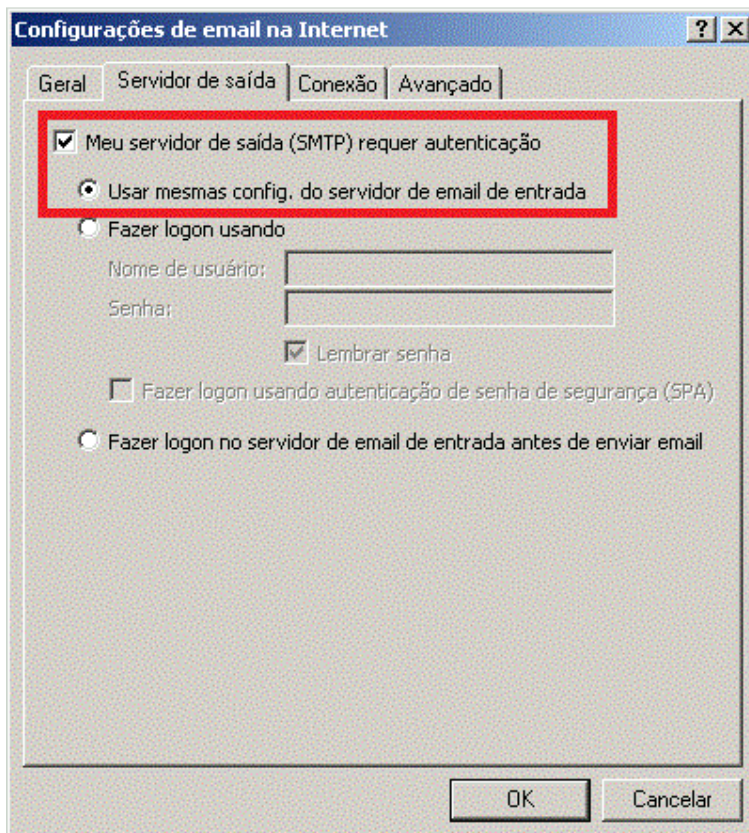 Configurações de email na Internet
Geral Servidor de saída Conexão Avançado
Meu servidor de saída (SMTP) requer autenticação
Usar mesmas config. do servidor de email de entrada
Fazer logon usando
Nome de usuário:
Senha:
Lembrar senha
Fazer logon usando autenticação de senha de segurança (SPA)
Fazer logon no servidor de email de entrada antes de enviar email
OK Cancelar